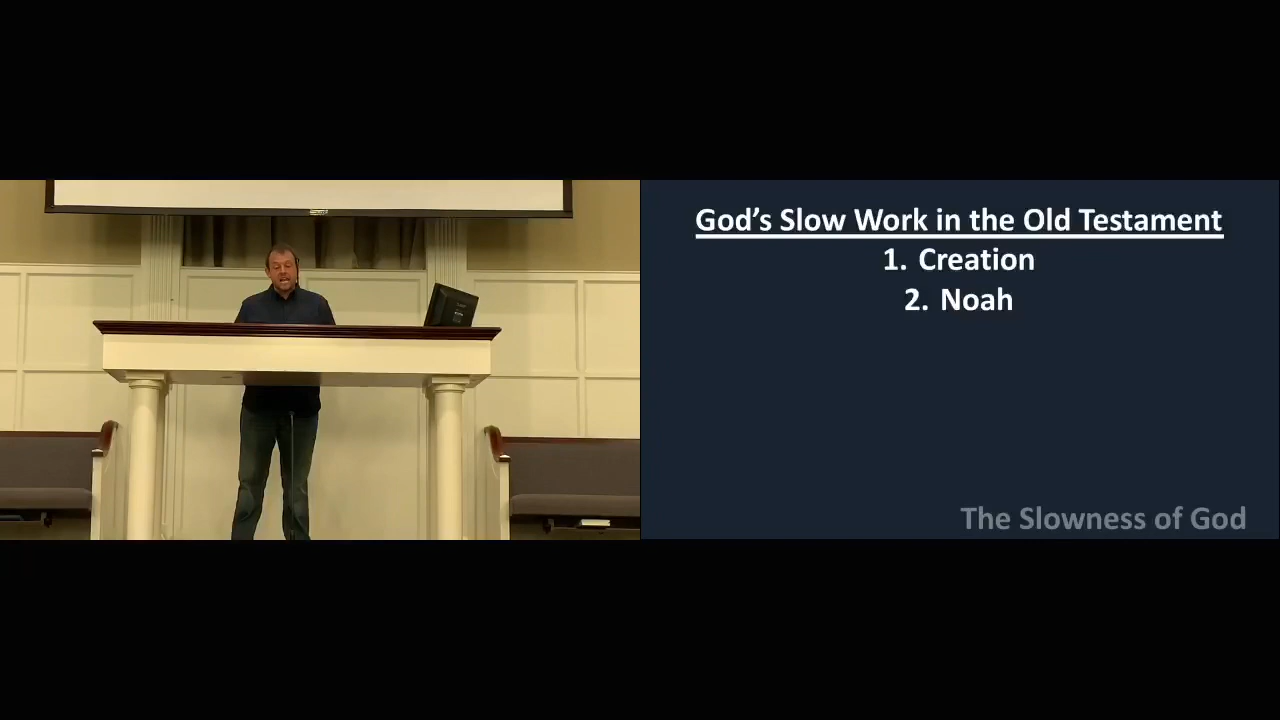 God’s Slow Work in the Old Testament
1. Creation
2. Noah
The Slowness of God